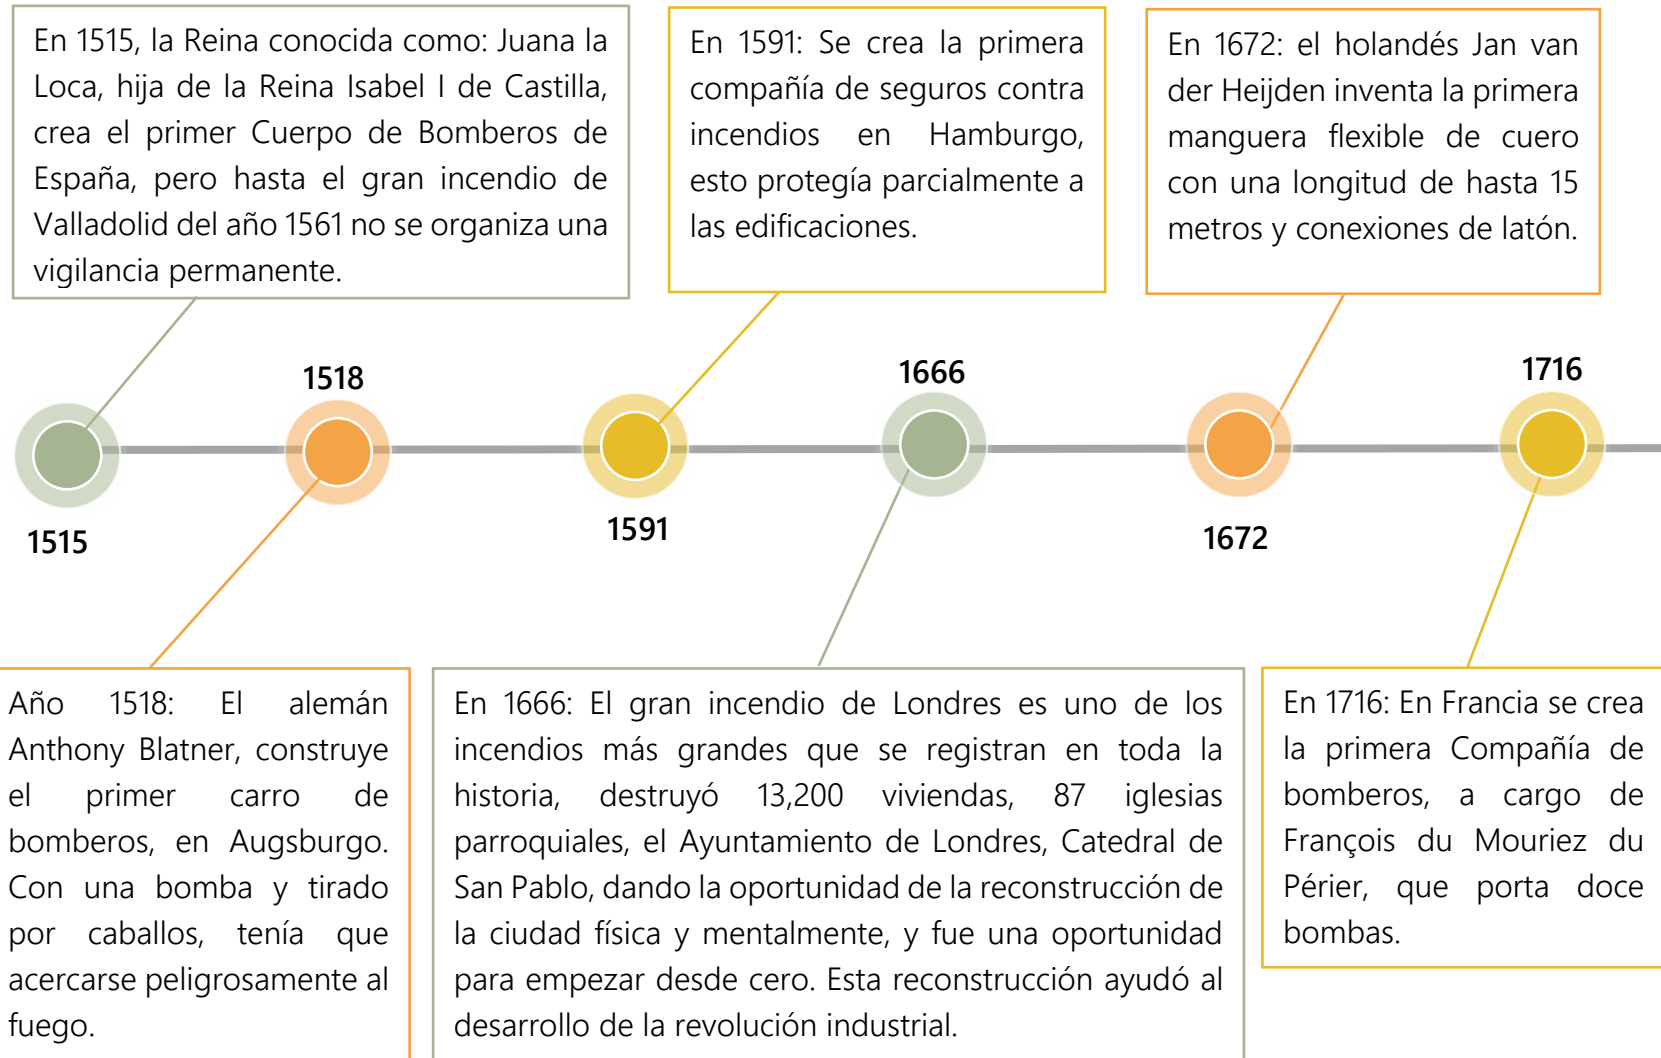 En 1515, la Reina conocida como: Juana la
Loca, hija de la Reina Isabel I de Castilla,
crea el primer Cuerpo de Bomberos de
España, pero hasta el gran incendio de
Valladolid del año 1561 no se organiza una
vigilancia permanente.
En 1591: Se crea la primera
compañía de seguros contra
incendios en Hamburgo,
esto protegía parcialmente a
las edificaciones.
En 1672: el holandés Jan van
der Heijden inventa la primera
manguera flexible de cuero
con una longitud de hasta 15
metros y conexiones de latón.
1515
1518
1591
1666
1672
1716
Año 1518: El alemán
Anthony Blatner, construye
el primer carro de
bomberos, en Augsburgo.
Con una bomba y tirado
por caballos, tenía que
acercarse peligrosamente al
fuego.
En 1666: El gran incendio de Londres es uno de los
incendios más grandes que se registran en toda la
historia, destruyó 13,200 viviendas, 87 iglesias
parroquiales, el Ayuntamiento de Londres, Catedral de
San Pablo, dando la oportunidad de la reconstrucción de
la ciudad física y mentalmente, y fue una oportunidad
para empezar desde cero. Esta reconstrucción ayudó al
desarrollo de la revolución industrial.
En 1716: En Francia se crea
la primera Compañía de
bomberos, a cargo de
François du Mouriez du
Périer, que porta doce
bombas.